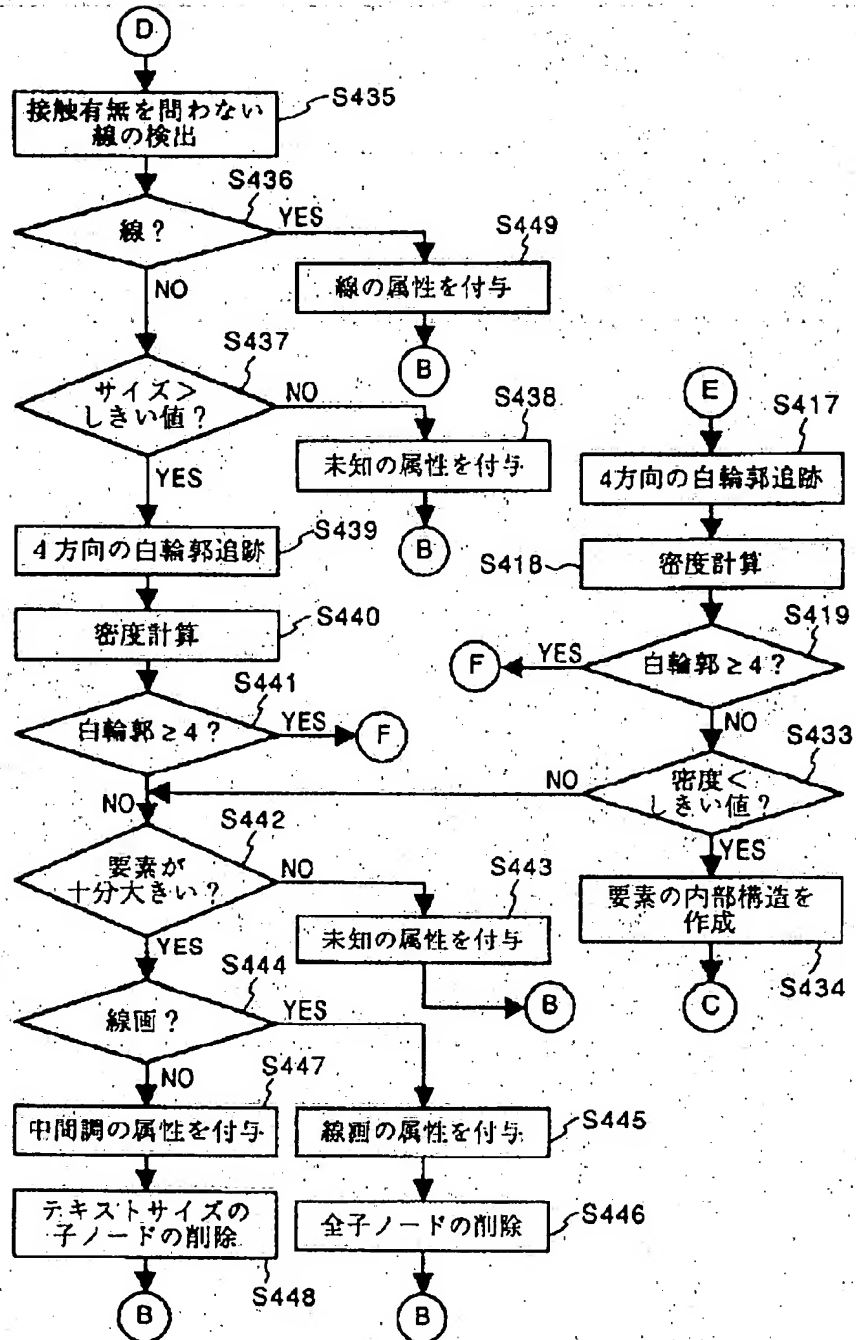 D
接触有無を問わない
線の検出
S435
S436
線?
YES
NO
S449
線の属性を付与
B
S437
サイズ>
しきい値?
NO
YES
S438
未知の属性を付与
B
S439
4方向の白輪郭追跡
S440
密度計算
S441
白輪郭≥4?
YES
F
NO
S442
要素が
十分大きい?
NO
YES
S443
未知の属性を付与
B
S444
線画?
YES
NO
S447
中間調の属性を付与
テキストサイズの
子ノードの削除
S448
B
線画の属性を付与
S445
全子ノードの削除
S446
B
E
S417
4方向の白輪郭追跡
S418
密度計算
S419
白輪郭≥4?
YES
F
NO
S433
密度<
しきい値?
NO
YES
要素の内部構造を
作成
S434
C